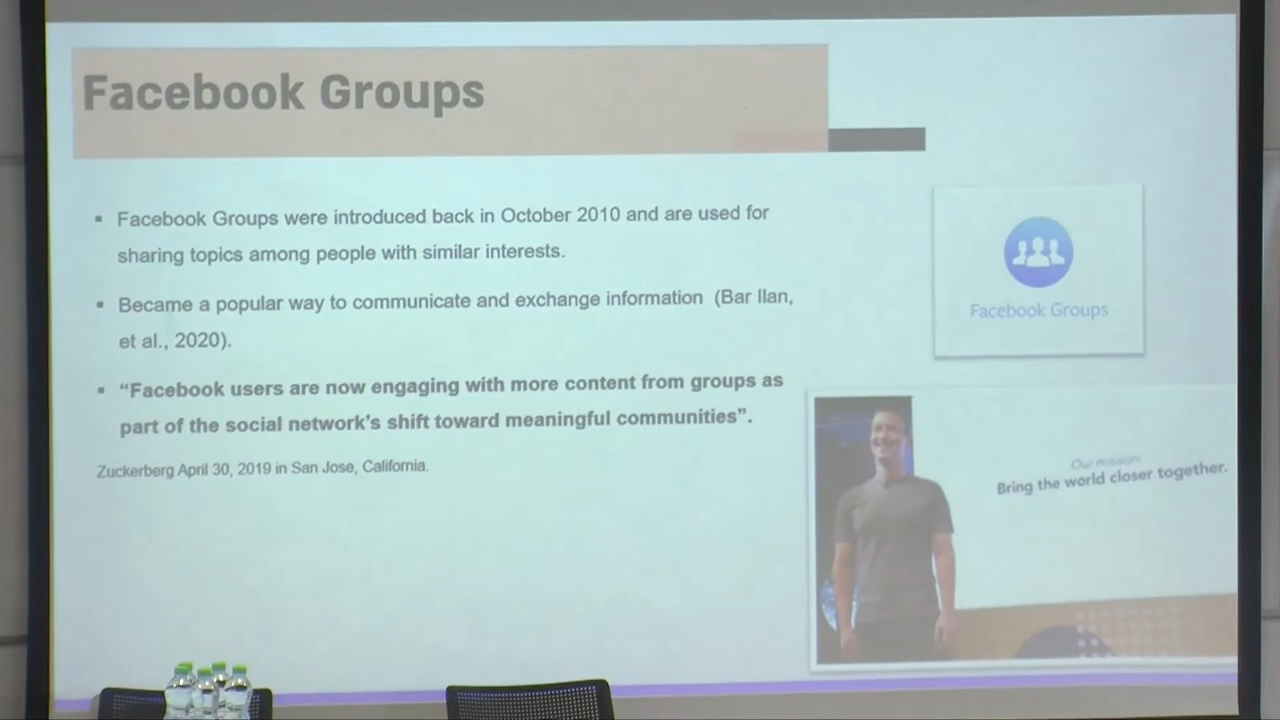 Facebook Groups
▪ Facebook Groups were introduced back in October 2010 and are used for
sharing topics among people with similar interests.
▪ Became a popular way to communicate and exchange information (Bar Ilan,
et al., 2020).
▪ “Facebook users are now engaging with more content from groups as
part of the social network’s shift toward meaningful communities”.
Zuckerberg April 30, 2019 in San Jose, California.
Facebook Groups
Our mission:
Bring the world closer together.